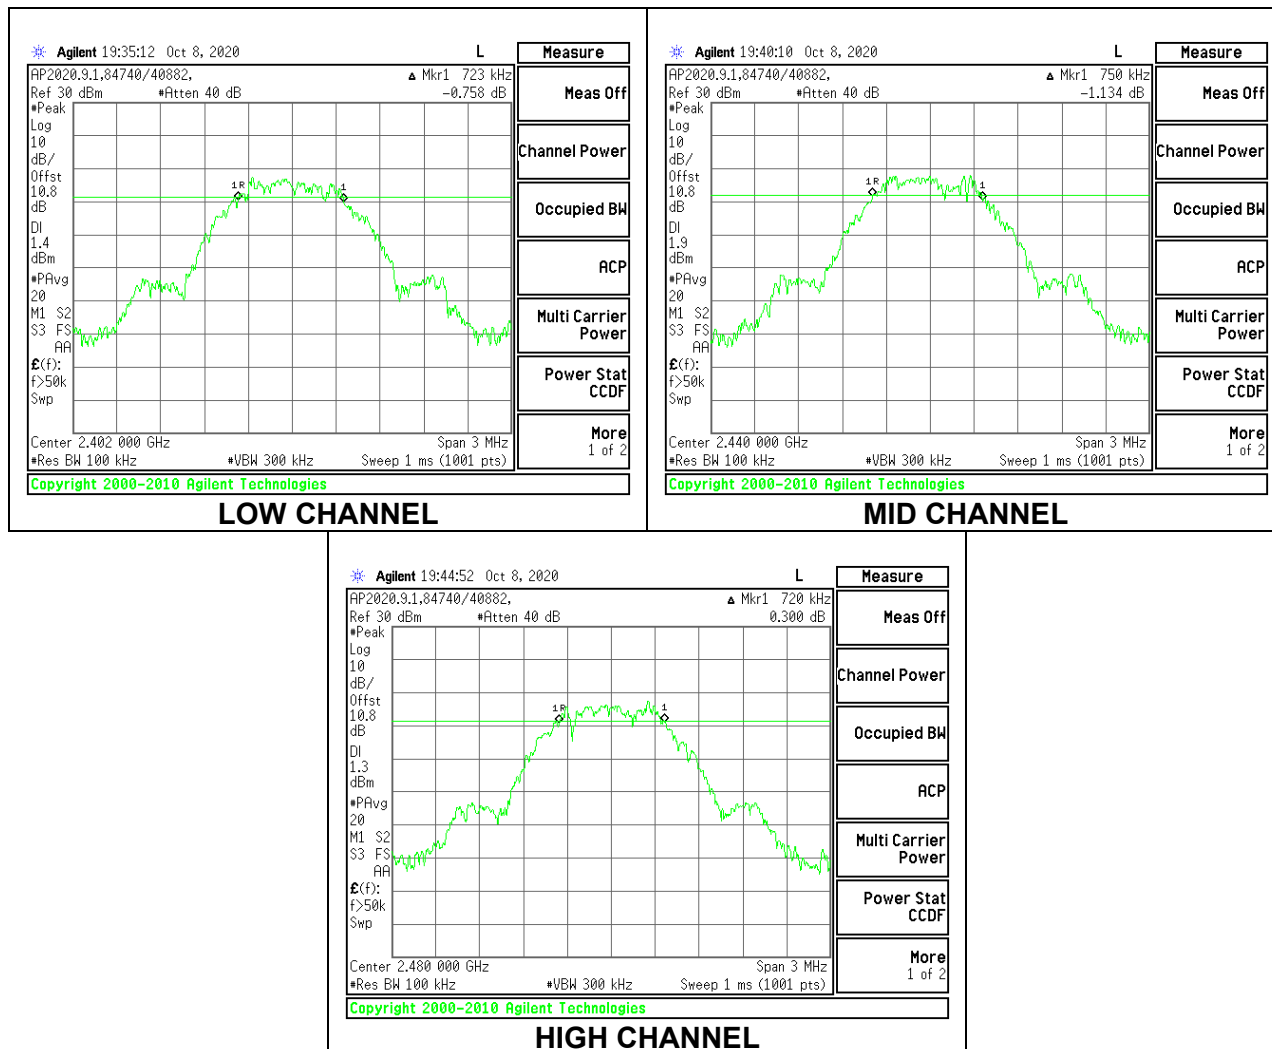 Agilent 19:35:12 Oct 8, 2020 L Measure
AP2020.9.1,84740/40882, Δ Mkr1 723 kHz
Ref 30 dBm #Atten 40 dB -0.758 dB
Meas Off
#Peak
Log
10
dB/
Offst
10.8
dB
DI
1.4
dBm
#PAvg
20
M1 S2
S3 FS
AA
£(f):
f>50k
Swp
1R
1
Channel Power
Occupied BW
ACP
Multi Carrier
Power
Power Stat
CCDF
More
1 of 2
Center 2.402 000 GHz Span 3 MHz
#Res BW 100 kHz #VBW 300 kHz Sweep 1 ms (1001 pts)
Copyright 2000-2010 Agilent Technologies
LOW CHANNEL
Agilent 19:40:10 Oct 8, 2020 L Measure
AP2020.9.1,84740/40882, Δ Mkr1 750 kHz
Ref 30 dBm #Atten 40 dB -1.134 dB
Meas Off
#Peak
Log
10
dB/
Offst
10.8
dB
DI
1.9
dBm
#PAvg
20
M1 S2
S3 FS
AA
£(f):
f>50k
Swp
1R
1
Channel Power
Occupied BW
ACP
Multi Carrier
Power
Power Stat
CCDF
More
1 of 2
Center 2.440 000 GHz Span 3 MHz
#Res BW 100 kHz #VBW 300 kHz Sweep 1 ms (1001 pts)
Copyright 2000-2010 Agilent Technologies
MID CHANNEL
Agilent 19:44:52 Oct 8, 2020 L Measure
AP2020.9.1,84740/40882, Δ Mkr1 720 kHz
Ref 30 dBm #Atten 40 dB 0.300 dB
Meas Off
#Peak
Log
10
dB/
Offst
10.8
dB
DI
1.3
dBm
#PAvg
20
M1 S2
S3 FS
AA
£(f):
f>50k
Swp
1R
1
Channel Power
Occupied BW
ACP
Multi Carrier
Power
Power Stat
CCDF
More
1 of 2
Center 2.480 000 GHz Span 3 MHz
#Res BW 100 kHz #VBW 300 kHz Sweep 1 ms (1001 pts)
Copyright 2000-2010 Agilent Technologies
HIGH CHANNEL